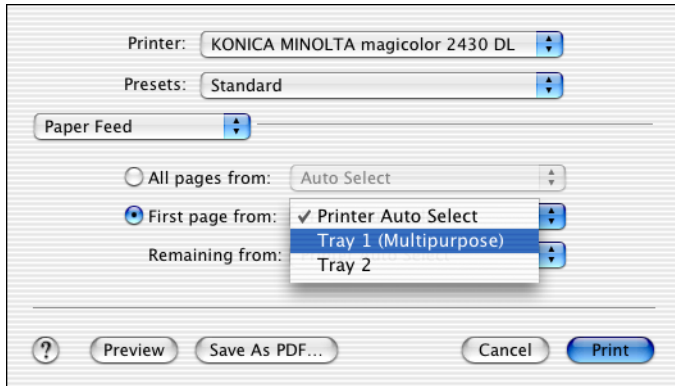 Printer: KONICA MINOLTA magicolor 2430 DL
Presets: Standard
Paper Feed
All pages from: Auto Select
First page from: ✓ Printer Auto Select
Tray 1 (Multipurpose)
Remaining from: Tray 2
? Preview Save As PDF... Cancel Print